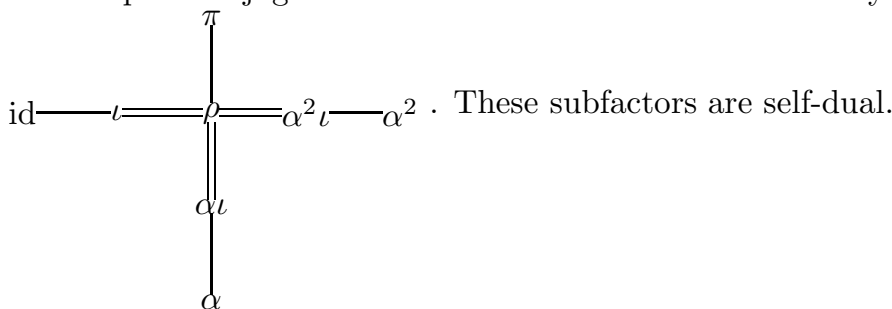 π
id ι ρ α²ι α² . These subfactors are self-dual.
αι
α